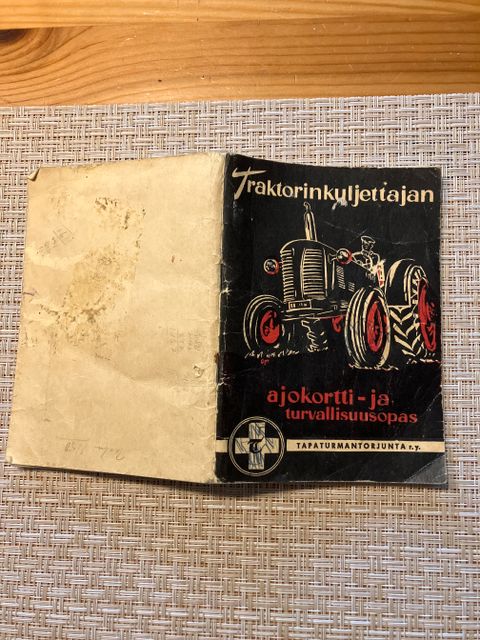 Traktorinkuljettajan
ajokortti - ja
turvallisuusopas
T
TAPATURMANTORJUNTA r.y.